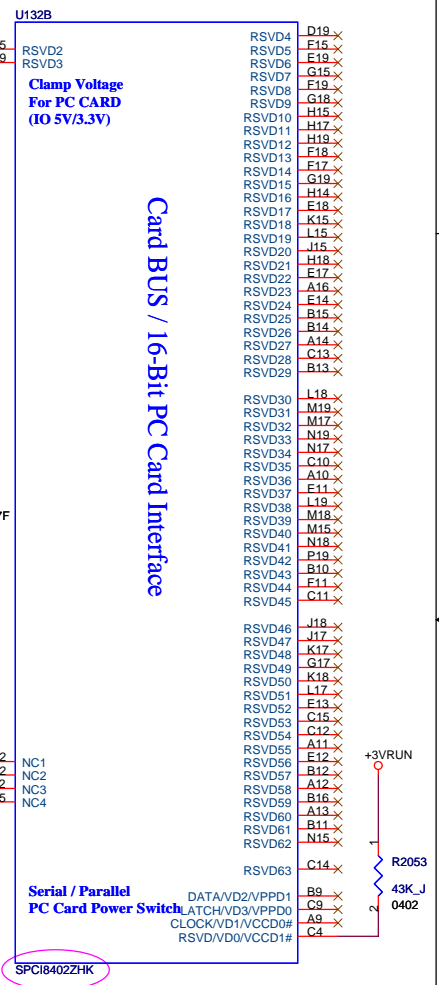 U132B
RSVD2
RSVD3
Clamp Voltage
For PC CARD
(IO 5V/3.3V)
Card BUS / 16-Bit PC Card Interface
RSVD4 D19
RSVD5 F15
RSVD6 E19
RSVD7 G15
RSVD8 F19
RSVD9 G18
RSVD10 H15
RSVD11 H17
RSVD12 H19
RSVD13 F18
RSVD14 F17
RSVD15 G19
RSVD16 H14
RSVD17 E18
RSVD18 K15
RSVD19 L15
RSVD20 J15
RSVD21 H18
RSVD22 E17
RSVD23 A16
RSVD24 E14
RSVD25 B15
RSVD26 B14
RSVD27 A14
RSVD28 C13
RSVD29 B13
RSVD30 L18
RSVD31 M19
RSVD32 M17
RSVD33 N19
RSVD34 N17
RSVD35 C10
RSVD36 A10
RSVD37 E11
RSVD38 L19
RSVD39 M18
RSVD40 M15
RSVD41 N18
RSVD42 P19
RSVD43 B10
RSVD44 F11
RSVD45 C11
RSVD46 J18
RSVD47 J17
RSVD48 K17
RSVD49 G17
RSVD50 K18
RSVD51 L17
RSVD52 E13
RSVD53 C15
RSVD54 C12
RSVD55 A11
RSVD56 E12
RSVD57 B12
RSVD58 A12
RSVD59 B16
RSVD60 A13
RSVD61 B11
RSVD62 N15
RSVD63 C14
NC1
NC2
NC3
NC4
Serial / Parallel
PC Card Power Switch
DATA/VD2/VPPD1 B9
LATCH/VD3/VPPD0 C9
CLOCK/VD1/VCCD0# A9
RSVD/VD0/VCCD1# C4
+3VRUN
1
R2053
43K_J
0402
2
SPCI8402ZHK